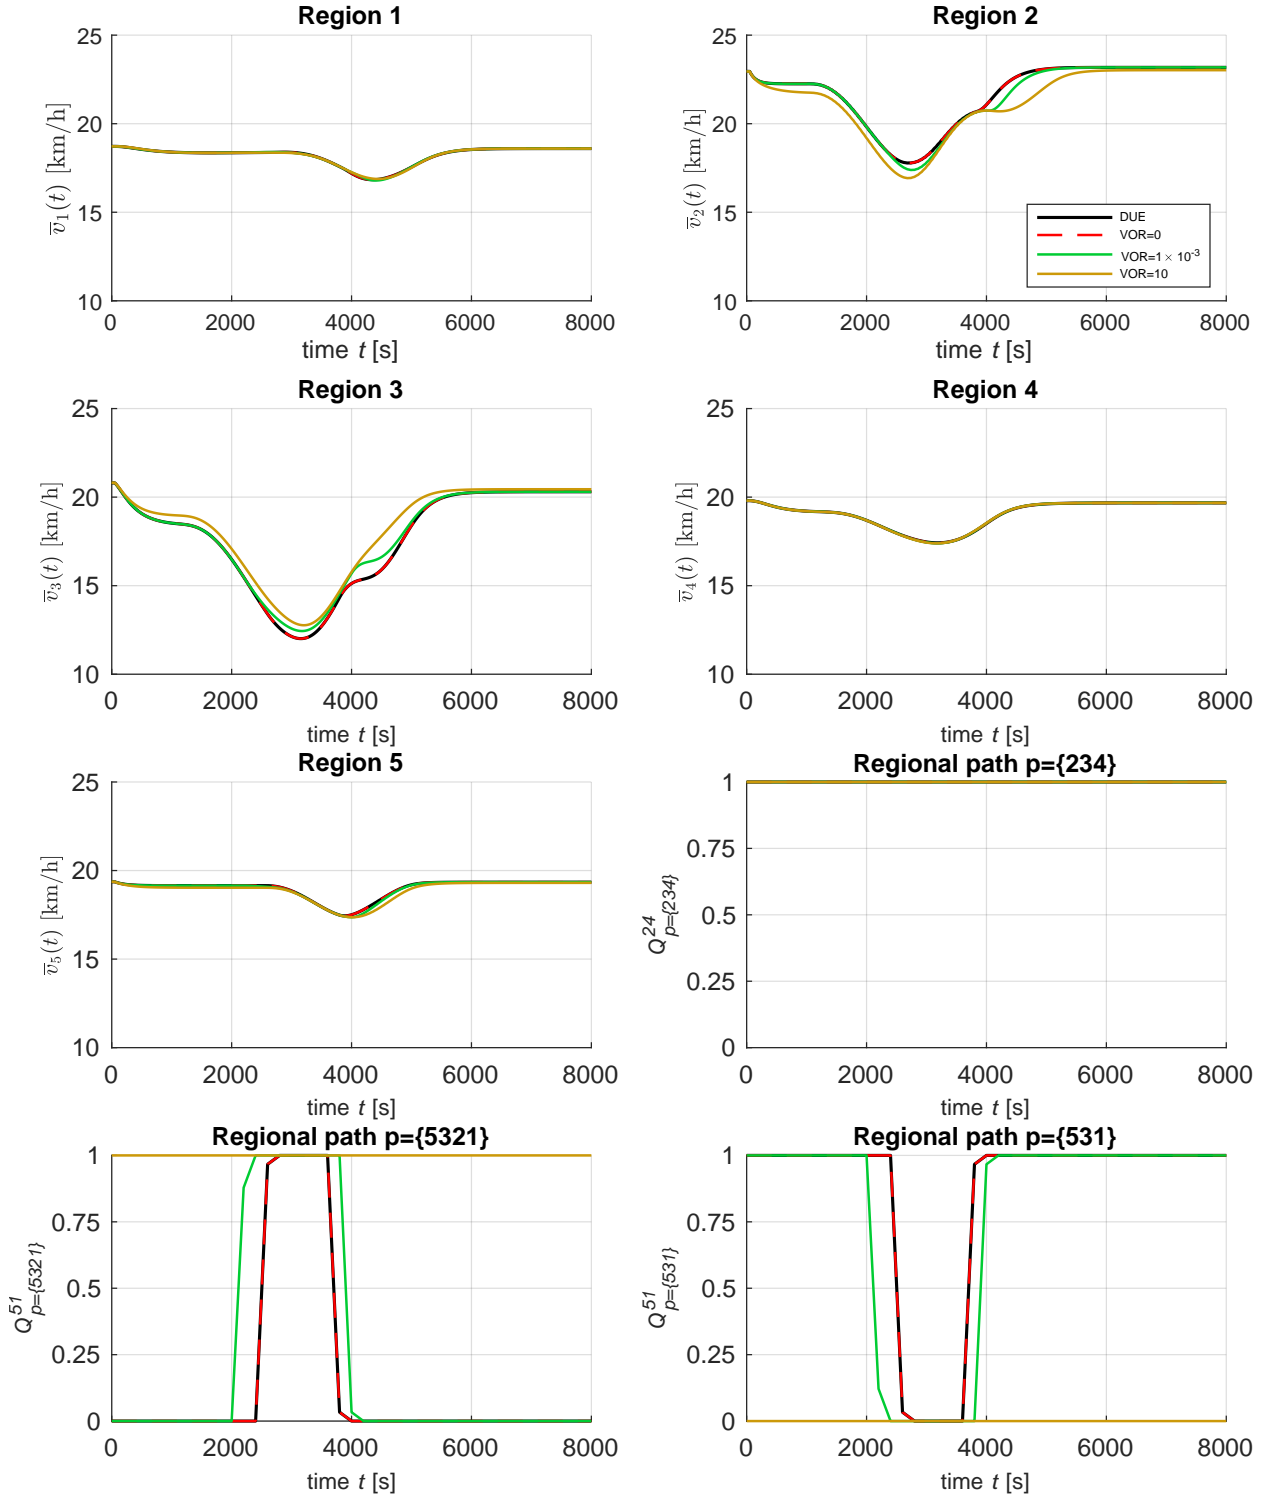 Region 1
25
20
15
10
v̅₁(t) [km/h]
0 2000 4000 6000 8000
time t [s]
Region 2
25
20
15
10
v̅₂(t) [km/h]
DUE
VOR=0
VOR=1 × 10⁻³
VOR=10
0 2000 4000 6000 8000
time t [s]
Region 3
25
20
15
10
v̅₃(t) [km/h]
0 2000 4000 6000 8000
time t [s]
Region 4
25
20
15
10
v̅₄(t) [km/h]
0 2000 4000 6000 8000
time t [s]
Region 5
25
20
15
10
v̅₅(t) [km/h]
0 2000 4000 6000 8000
time t [s]
Regional path p={234}
1
0.75
0.5
0.25
0
Q²⁴p={234}
0 2000 4000 6000 8000
time t [s]
Regional path p={5321}
1
0.75
0.5
0.25
0
Q⁵¹p={5321}
0 2000 4000 6000 8000
time t [s]
Regional path p={531}
1
0.75
0.5
0.25
0
Q⁵¹p={531}
0 2000 4000 6000 8000
time t [s]